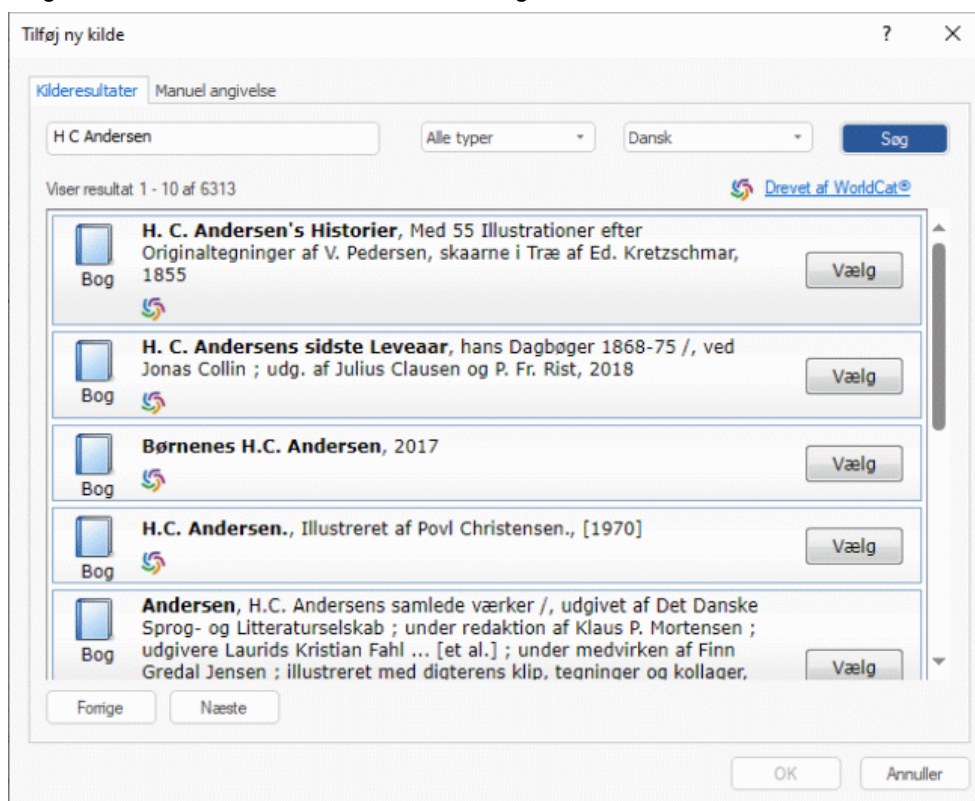 Tilføj ny kilde
Kilderesultater Manuel angivelse
H C Andersen Alle typer Dansk Søg
Viser resultat 1 - 10 af 6313 Drevet af WorldCat®
H. C. Andersen's Historier, Med 55 Illustrationer efter
Originaltegninger af V. Pedersen, skaarne i Træ af Ed. Kretzschmar,
1855
Bog
Vælg
H. C. Andersens sidste Leveaar, hans Dagbøger 1868-75 /, ved
Jonas Collin ; udg. af Julius Clausen og P. Fr. Rist, 2018
Bog
Vælg
Børnenes H.C. Andersen, 2017
Bog
Vælg
H.C. Andersen., Illustreret af Povl Christensen., [1970]
Bog
Vælg
Andersen, H.C. Andersens samlede værker /, udgivet af Det Danske
Sprog- og Litteraturselskab ; under redaktion af Klaus P. Mortensen ;
udgivere Laurids Kristian Fahl ... [et al.] ; under medvirken af Finn
Gredal Jensen ; illustreret med digterens klip, tegninger og kollager,
Bog
Vælg
Forrige Næste
OK Annuller